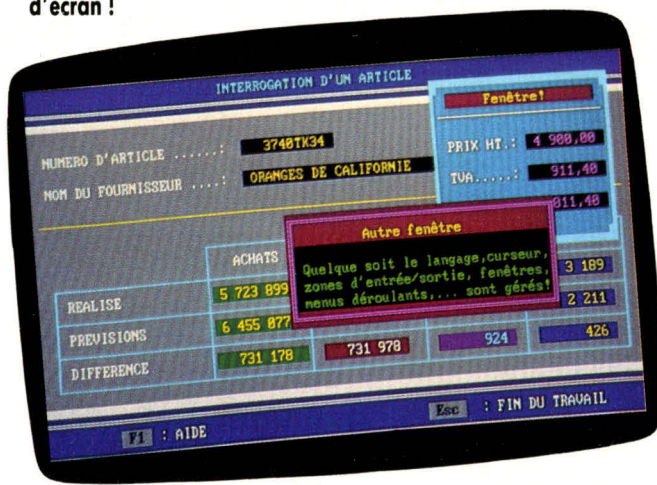 d'écran !
INTERROGATION D'UN ARTICLE
Fenêtre!
NUMERO D'ARTICLE ......: 3740TK34
PRIX HT.: 4 900,00
NOM DU FOURNISSEUR ....: ORANGES DE CALIFORNIE
TVA.....: 911,40
011,40
Autre fenêtre
Quelque soit le langage,curseur,
zones d'entrée/sortie, fenêtres,
menus déroulants,... sont gérés!
ACHATS
REALISE 5 723 899 3 189
PREVISIONS 6 455 077 2 211
DIFFERENCE 731 178 731 978 924 426
F1 : AIDE Esc : FIN DU TRAVAIL